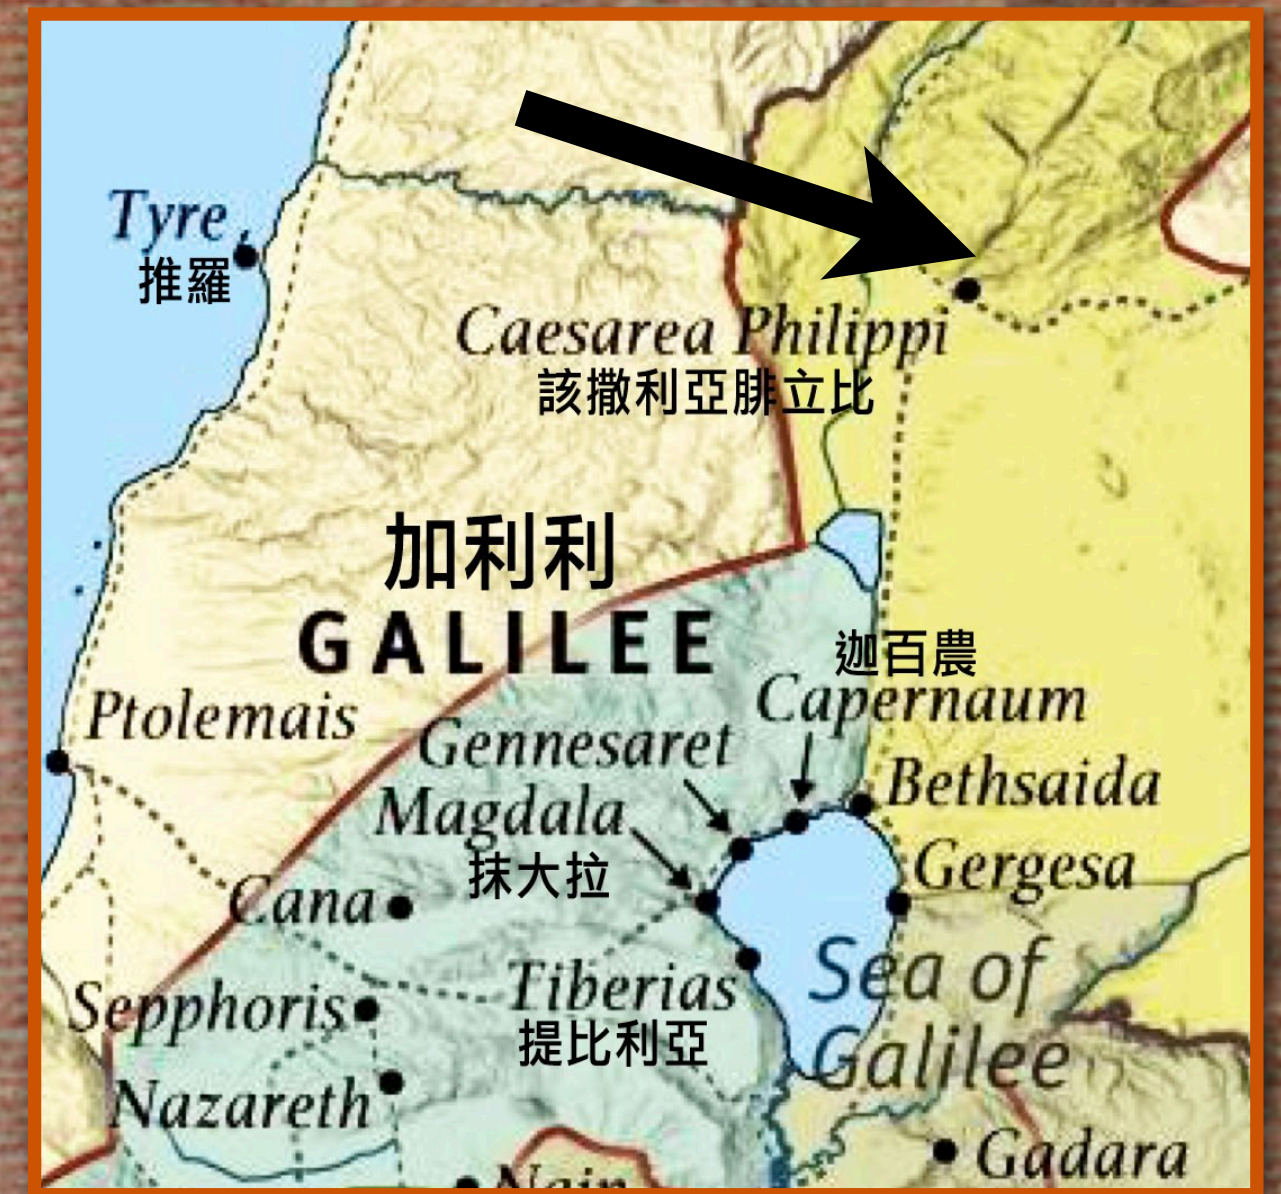 Tyre
推羅
Caesarea Philippi
該撒利亞腓立比
加利利
GALILEE
迦百農
Capernaum
Ptolemais
Gennesaret
Bethsaida
Magdala
抹大拉
Gergesa
Cana
Sea of
Galilee
Tiberias
提比利亞
Sepphoris
Nazareth
Gadara
Nain